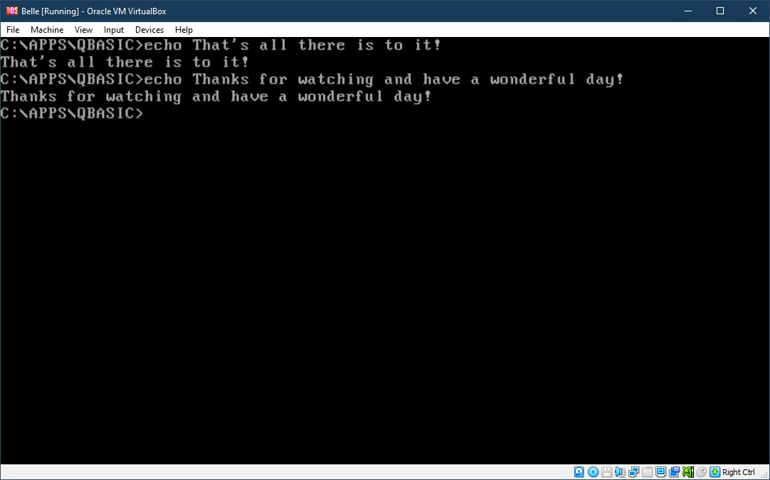 Belle [Running] - Oracle VM VirtualBox
File Machine View Input Devices Help
C:\APPS\QBASIC>echo That's all there is to it!
That's all there is to it!
C:\APPS\QBASIC>echo Thanks for watching and have a wonderful day!
Thanks for watching and have a wonderful day!
C:\APPS\QBASIC>
Right Ctrl